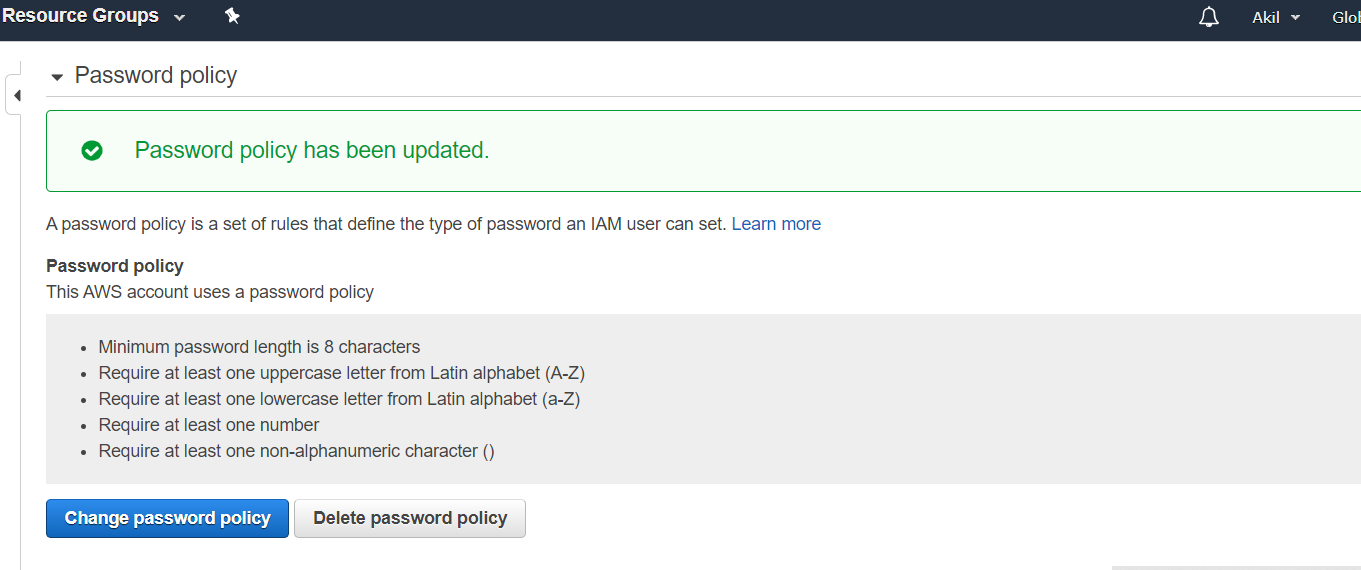 Resource Groups
Akil
Glo
Password policy
Password policy has been updated.
A password policy is a set of rules that define the type of password an IAM user can set. Learn more
Password policy
This AWS account uses a password policy
• Minimum password length is 8 characters
• Require at least one uppercase letter from Latin alphabet (A-Z)
• Require at least one lowercase letter from Latin alphabet (a-Z)
• Require at least one number
• Require at least one non-alphanumeric character ()
Change password policy
Delete password policy